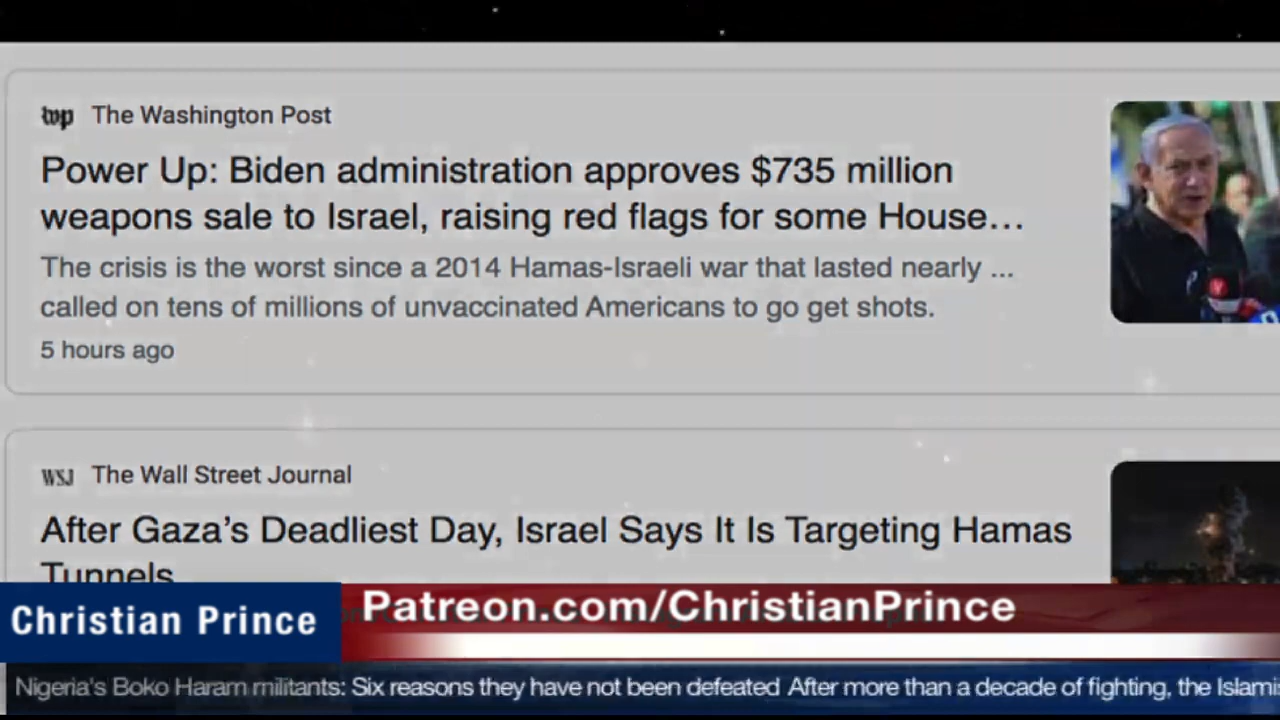 wp The Washington Post
Power Up: Biden administration approves $735 million
weapons sale to Israel, raising red flags for some House...
The crisis is the worst since a 2014 Hamas-Israeli war that lasted nearly ...
called on tens of millions of unvaccinated Americans to go get shots.
5 hours ago
WSJ The Wall Street Journal
After Gaza’s Deadliest Day, Israel Says It Is Targeting Hamas
Tunnels
Christian Prince
Patreon.com/ChristianPrince
Nigeria's Boko Haram militants: Six reasons they have not been defeated After more than a decade of fighting, the Islami